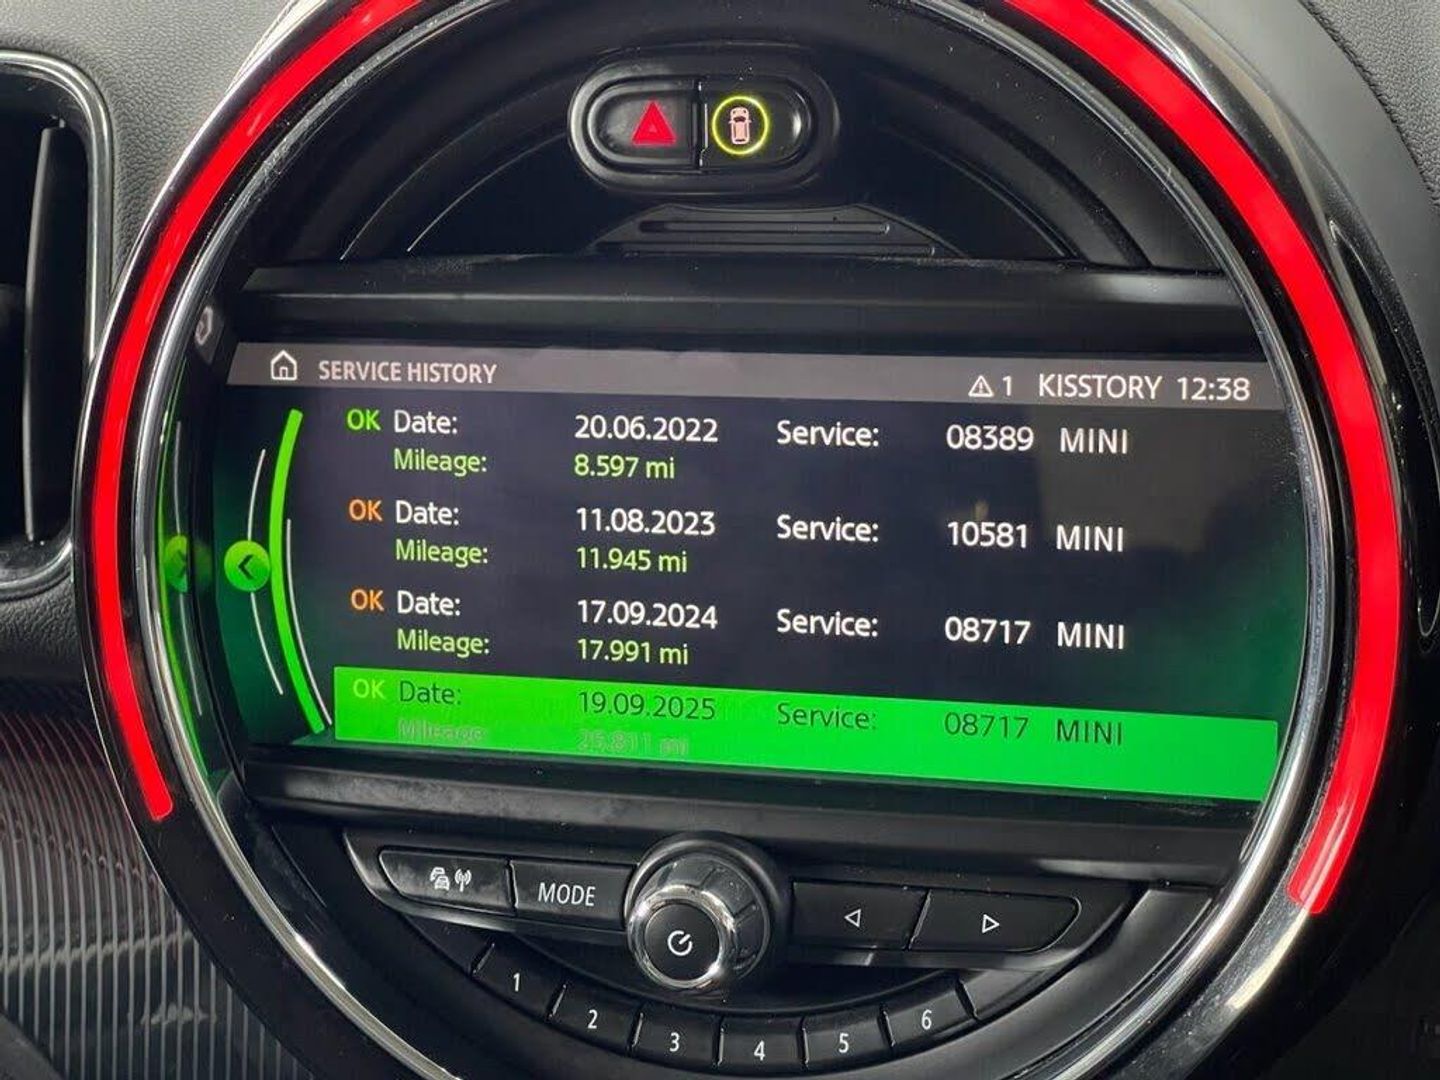 SERVICE HISTORY 1 KISSTORY 12:38
OK Date: 20.06.2022 Service: 08389 MINI
Mileage: 8.597 mi
OK Date: 11.08.2023 Service: 10581 MINI
Mileage: 11.945 mi
OK Date: 17.09.2024 Service: 08717 MINI
Mileage: 17.991 mi
OK Date: 19.09.2025 Service: 08717 MINI
Mileage: mi
MODE
1 2 3 4 5 6